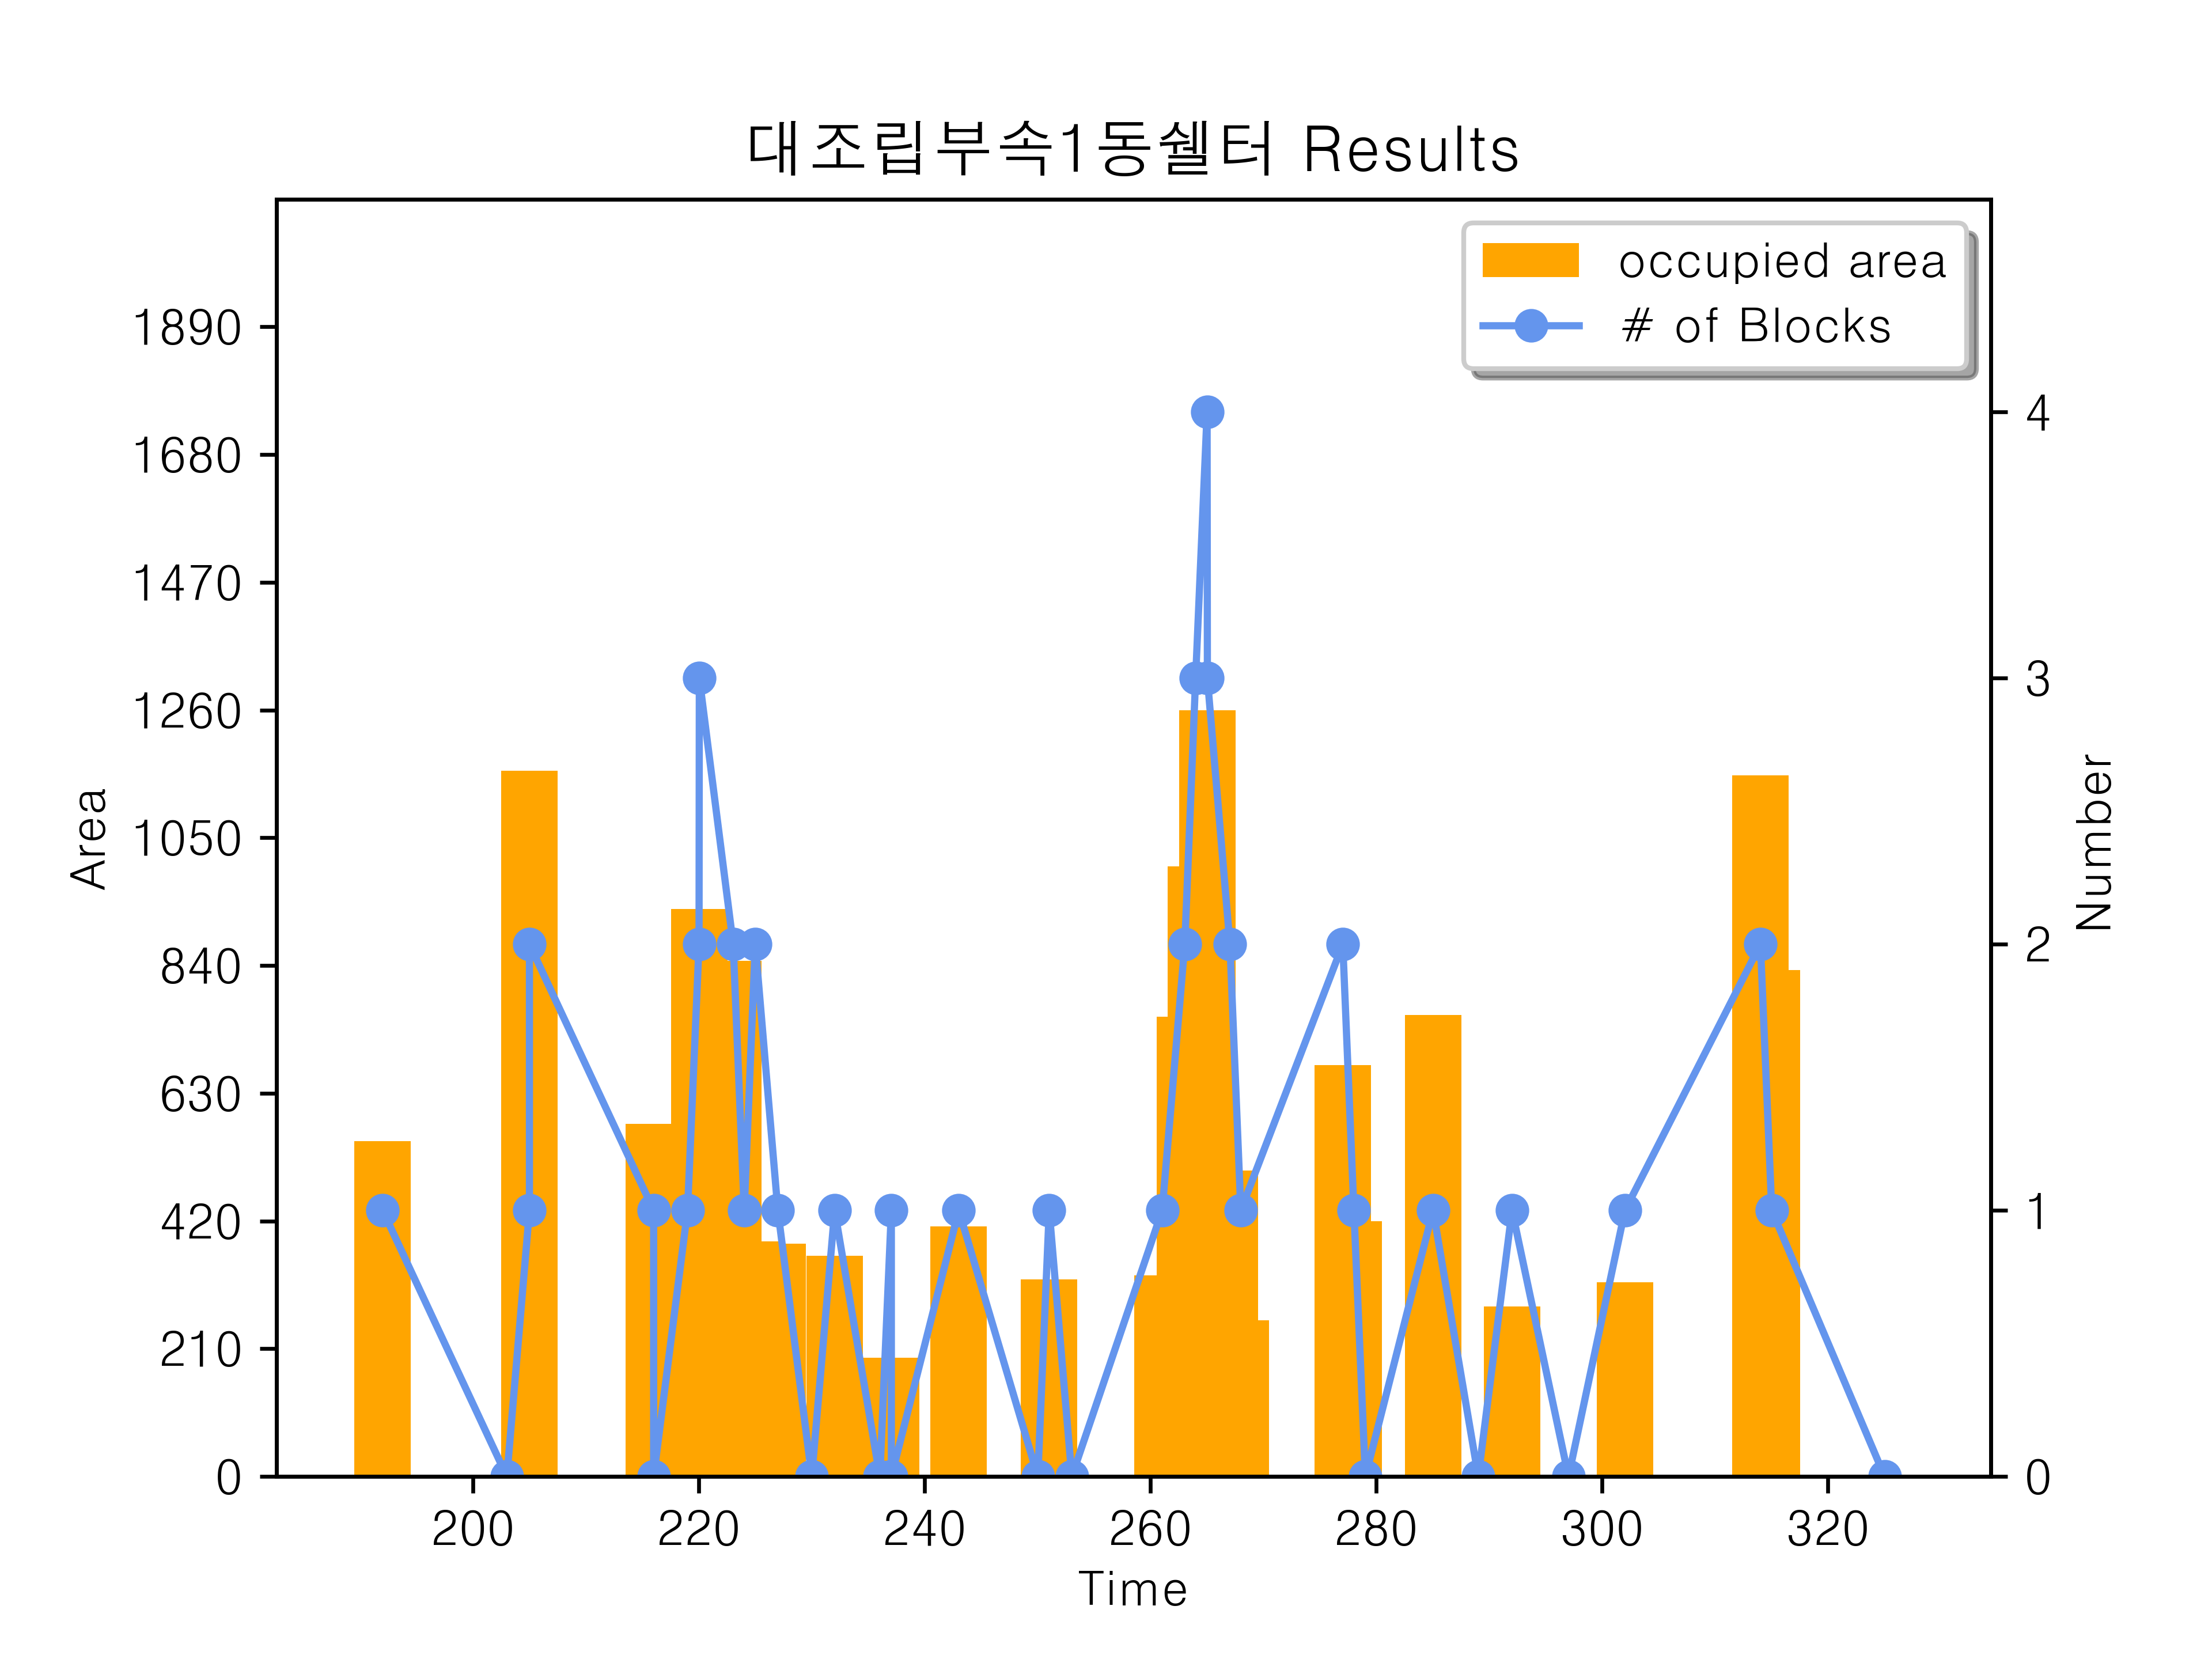 대조립부속1동쉘터 Results
occupied area
# of Blocks
Area
1890
1680
1470
1260
1050
840
630
420
210
0
4
3
2
1
0
Number
200 220 240 260 280 300 320
Time